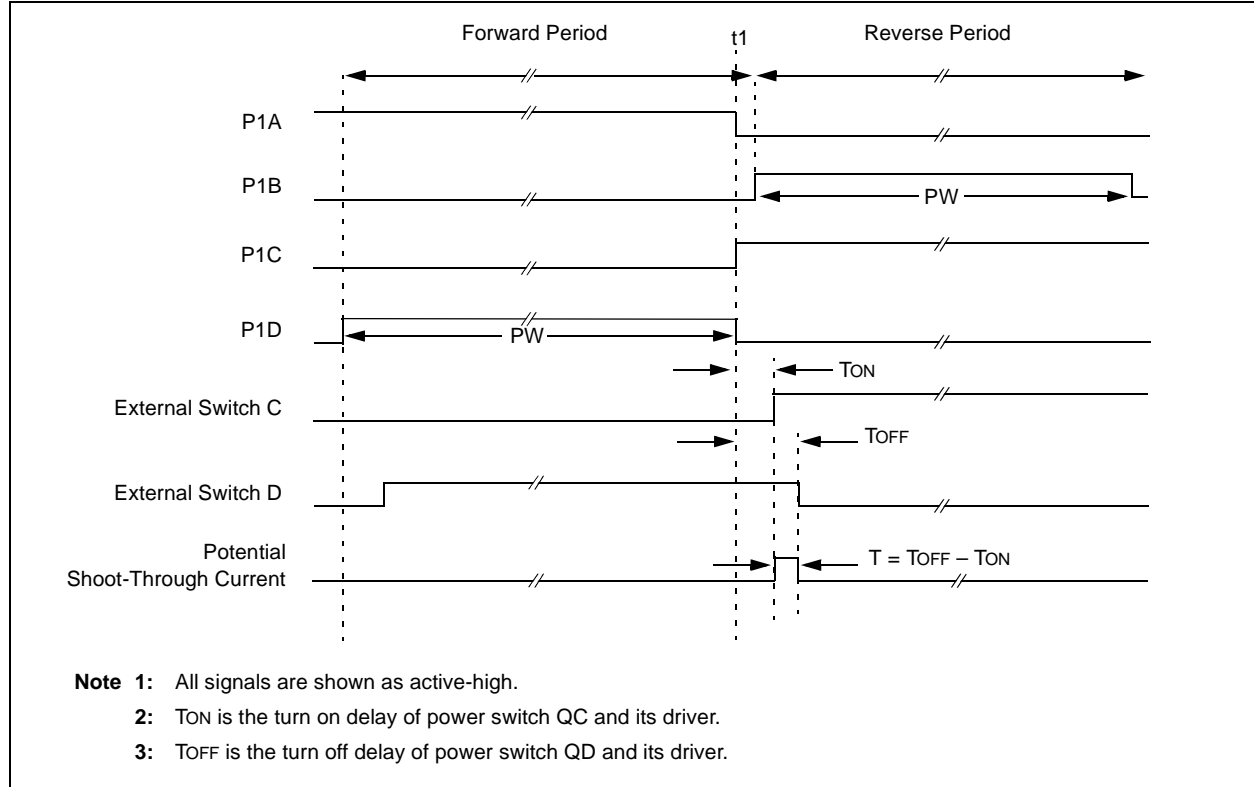 Forward Period
t1
Reverse Period
P1A
P1B
PW
P1C
P1D
PW
TON
External Switch C
TOFF
External Switch D
Potential
Shoot-Through Current
T = TOFF – TON
Note 1: All signals are shown as active-high.
2: TON is the turn on delay of power switch QC and its driver.
3: TOFF is the turn off delay of power switch QD and its driver.